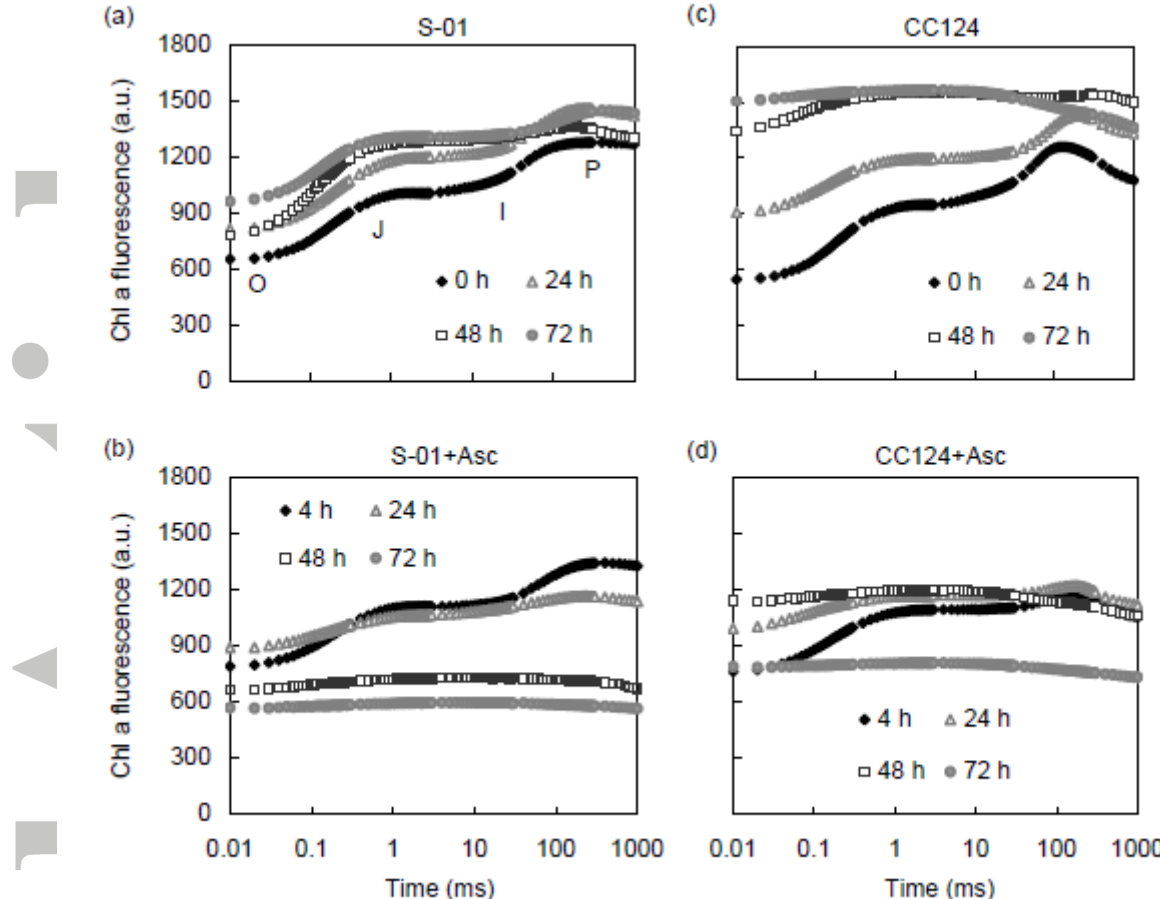 (a) S-01
(c) CC124
Chl a fluorescence (a.u.)
1800
1500
1200
900
600
300
0
O
J
I
P
0 h
24 h
48 h
72 h
0 h
24 h
48 h
72 h
(b) S-01+Asc
(d) CC124+Asc
Chl a fluorescence (a.u.)
1800
1500
1200
900
600
300
0
4 h
24 h
48 h
72 h
4 h
24 h
48 h
72 h
0.01 0.1 1 10 100 1000
0.01 0.1 1 10 100 1000
Time (ms)
Time (ms)